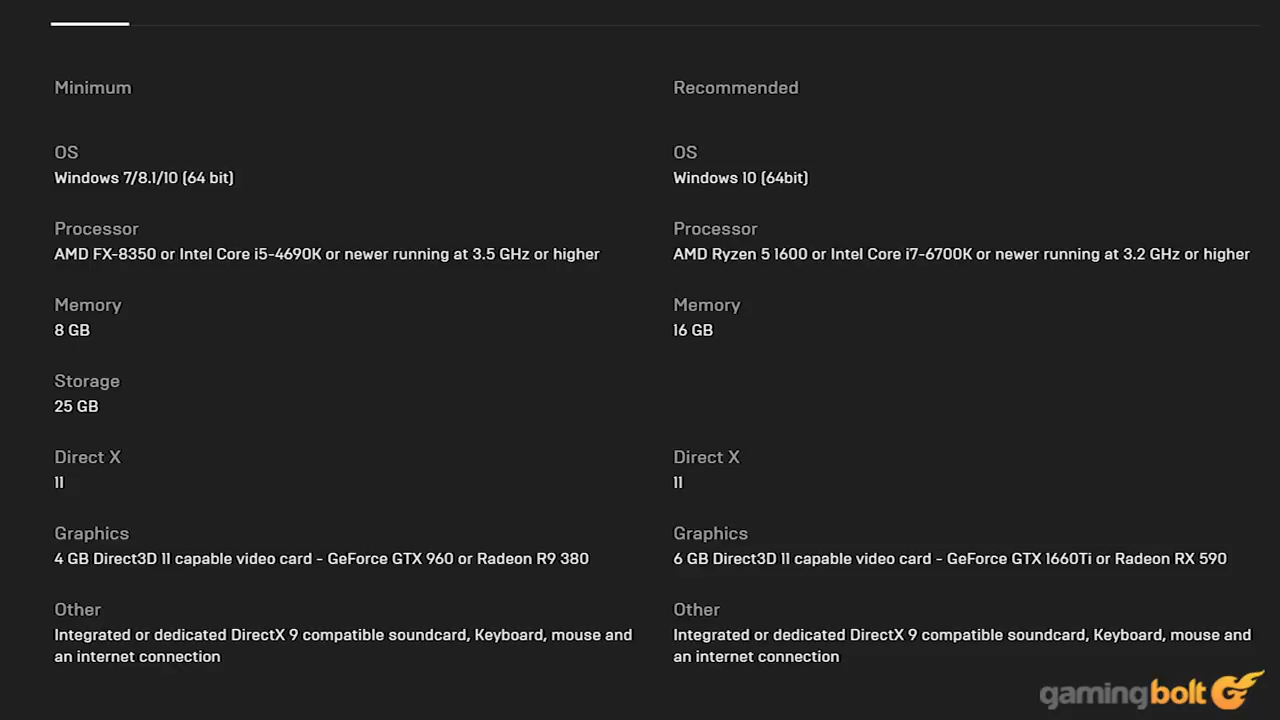 Minimum
OS
Windows 7/8.1/10 (64 bit)
Processor
AMD FX-8350 or Intel Core i5-4690K or newer running at 3.5 GHz or higher
Memory
8 GB
Storage
25 GB
Direct X
11
Graphics
4 GB Direct3D 11 capable video card - GeForce GTX 960 or Radeon R9 380
Other
Integrated or dedicated DirectX 9 compatible soundcard, Keyboard, mouse and
an internet connection
Recommended
OS
Windows 10 (64bit)
Processor
AMD Ryzen 5 1600 or Intel Core i7-6700K or newer running at 3.2 GHz or higher
Memory
16 GB
Direct X
11
Graphics
6 GB Direct3D 11 capable video card - GeForce GTX 1660Ti or Radeon RX 590
Other
Integrated or dedicated DirectX 9 compatible soundcard, Keyboard, mouse and
an internet connection
gamingbolt